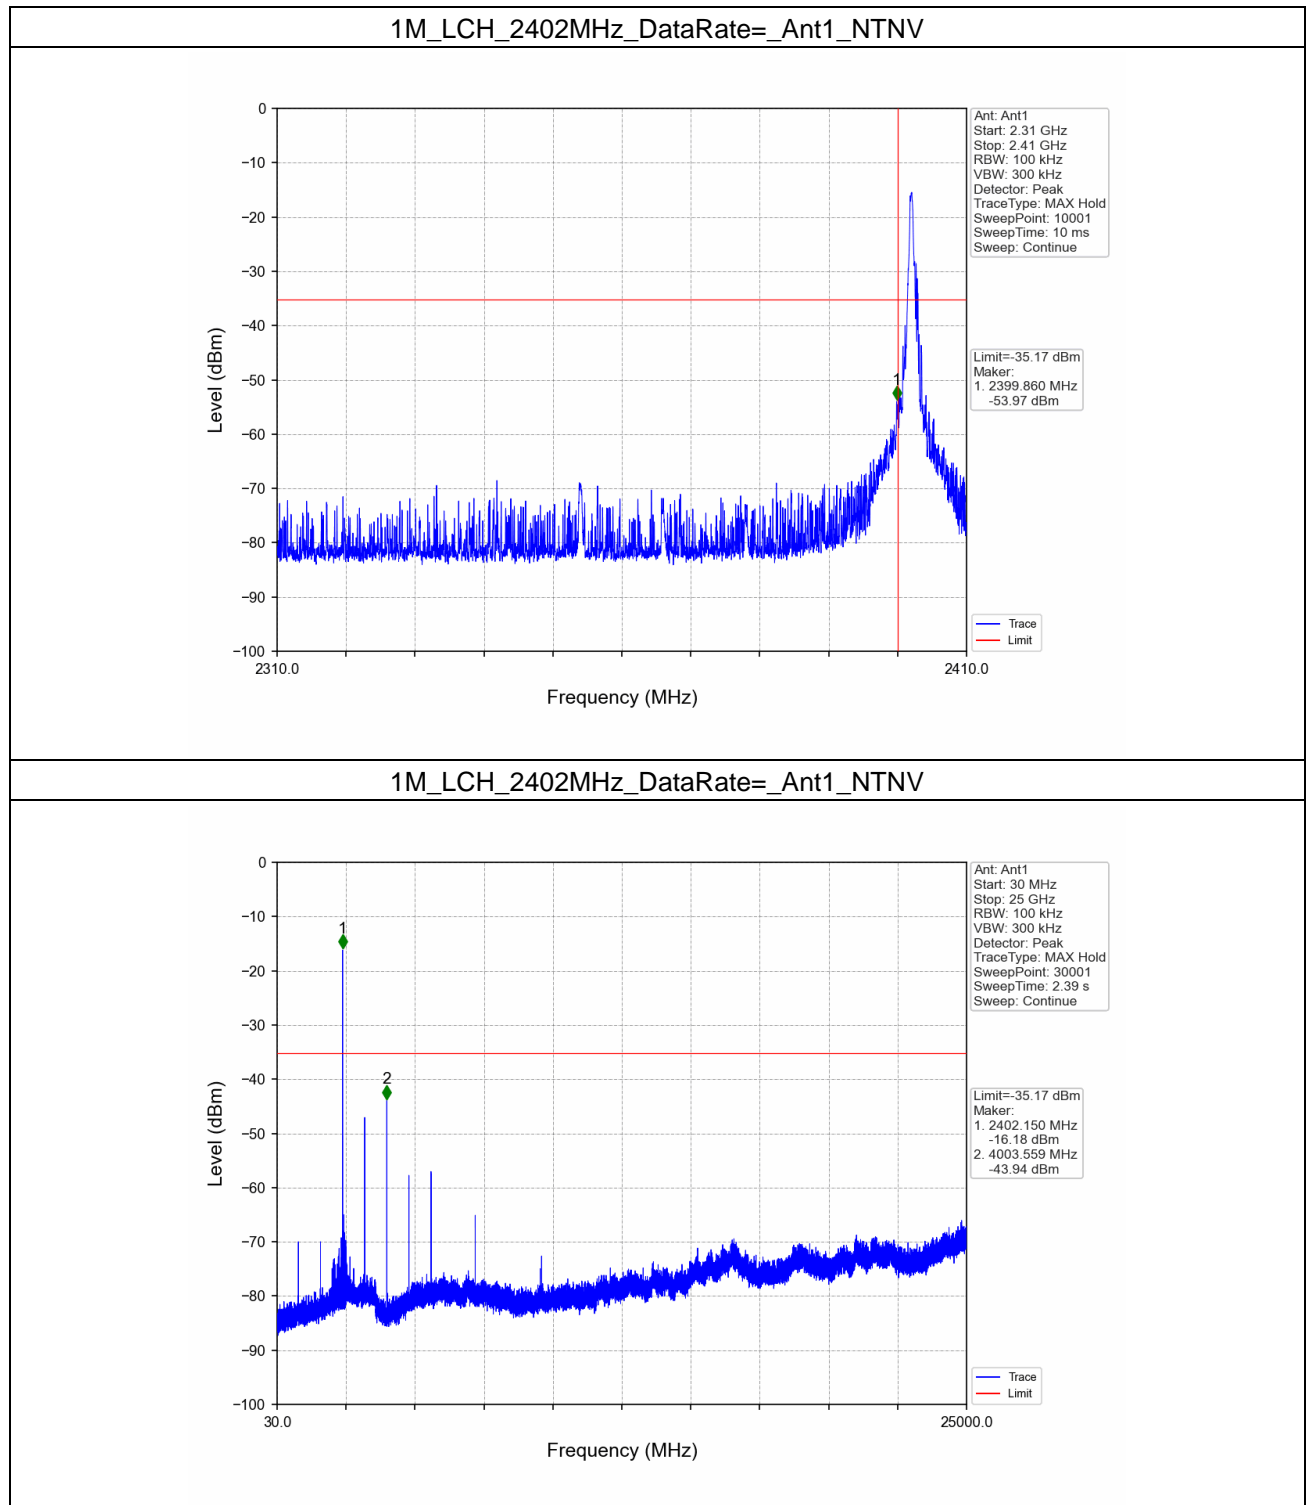 1M_LCH_2402MHz_DataRate=_Ant1_NTNV
0
−10
−20
−30
−40
−50
−60
−70
−80
−90
−100
Level (dBm)
1
2310.0
2410.0
Frequency (MHz)
Ant: Ant1
Start: 2.31 GHz
Stop: 2.41 GHz
RBW: 100 kHz
VBW: 300 kHz
Detector: Peak
TraceType: MAX Hold
SweepPoint: 10001
SweepTime: 10 ms
Sweep: Continue
Limit=-35.17 dBm
Maker:
1. 2399.860 MHz
-53.97 dBm
Trace
Limit
1M_LCH_2402MHz_DataRate=_Ant1_NTNV
0
−10
−20
−30
−40
−50
−60
−70
−80
−90
−100
Level (dBm)
1
2
30.0
25000.0
Frequency (MHz)
Ant: Ant1
Start: 30 MHz
Stop: 25 GHz
RBW: 100 kHz
VBW: 300 kHz
Detector: Peak
TraceType: MAX Hold
SweepPoint: 30001
SweepTime: 2.39 s
Sweep: Continue
Limit=-35.17 dBm
Maker:
1. 2402.150 MHz
-16.18 dBm
2. 4003.559 MHz
-43.94 dBm
Trace
Limit